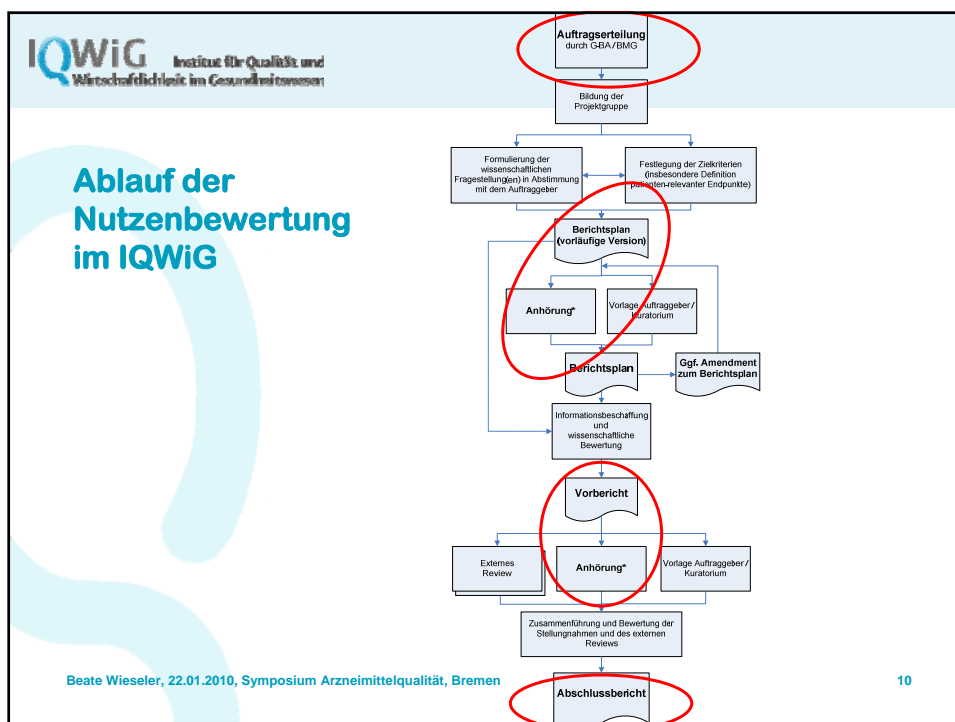 IQWiG
Institut für Qualität und
Wirtschaftlichkeit im Gesundheitswesen
Ablauf der
Nutzenbewertung
im IQWiG
Auftragserteilung
durch G-BA/BMG
Bildung der
Projektgruppe
Formulierung der
wissenschaftlichen
Fragestellung(en) in Abstimmung
mit dem Auftraggeber
Festlegung der Zielkriterien
(insbesondere Definition
patienten-relevanter Endpunkte)
Berichtsplan
(vorläufige Version)
Anhörung*
Vorlage Auftraggeber/
Kuratorium
Berichtsplan
Ggf. Amendment
zum Berichtsplan
Informationsbeschaffung
und
wissenschaftliche
Bewertung
Vorbericht
Externes
Review
Anhörung*
Vorlage Auftraggeber/
Kuratorium
Zusammenführung und Bewertung der
Stellungnahmen und des externen
Reviews
Abschlussbericht
Beate Wieseler, 22.01.2010, Symposium Arzneimittelqualität, Bremen
10